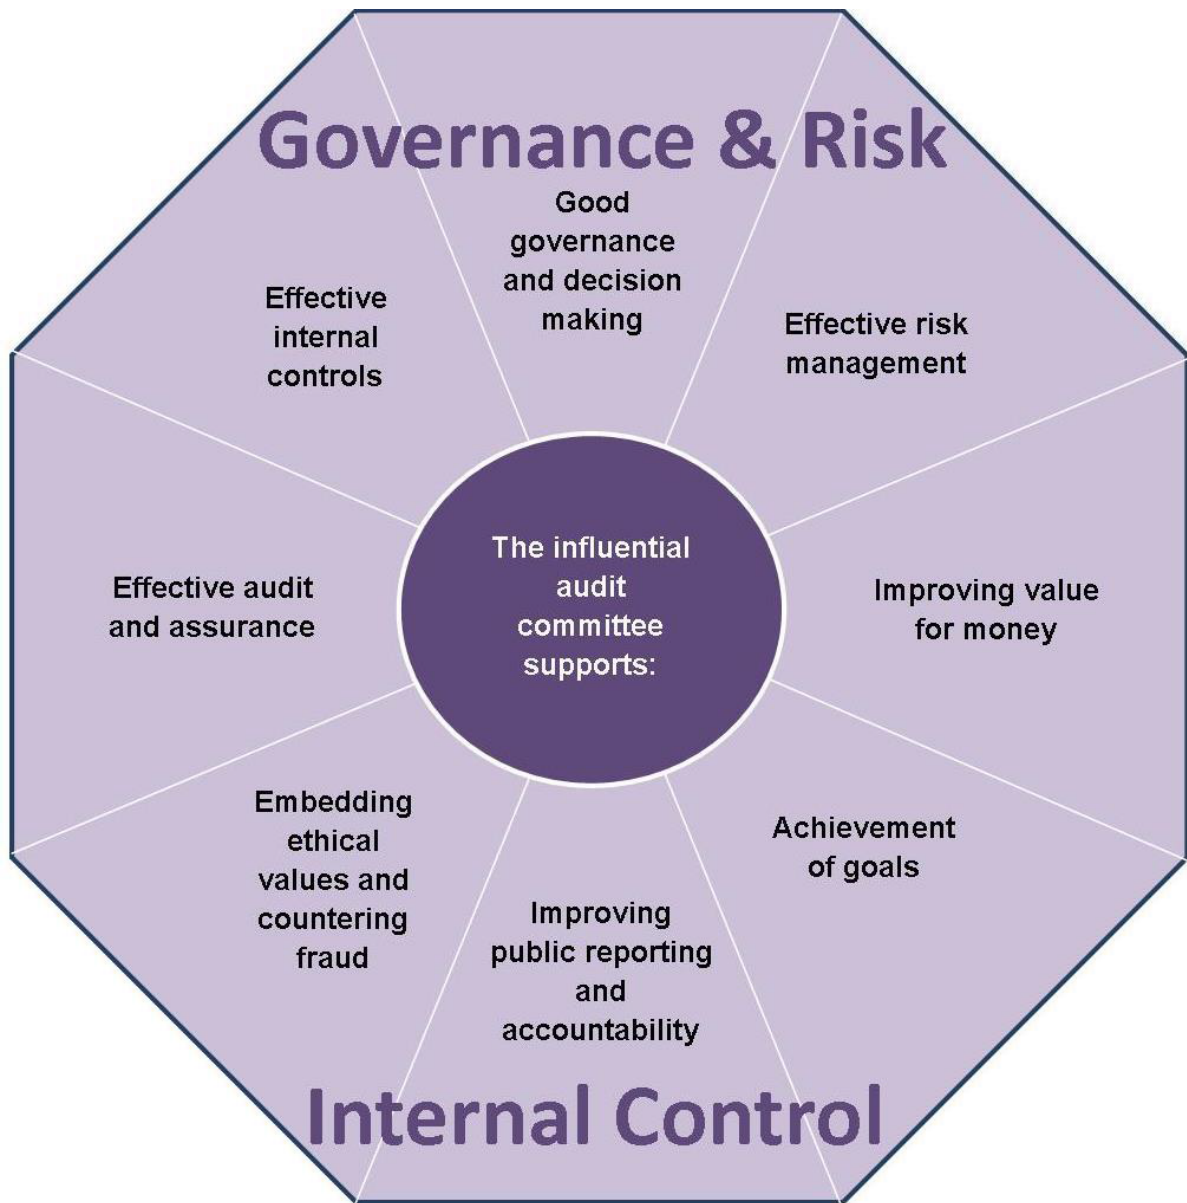 Governance & Risk
Good
governance
and decision
making
Effective risk
management
Improving value
for money
Achievement
of goals
Improving
public reporting
and
accountability
Embedding
ethical
values and
countering
fraud
Effective audit
and assurance
Effective
internal
controls
The influential
audit
committee
supports:
Internal Control